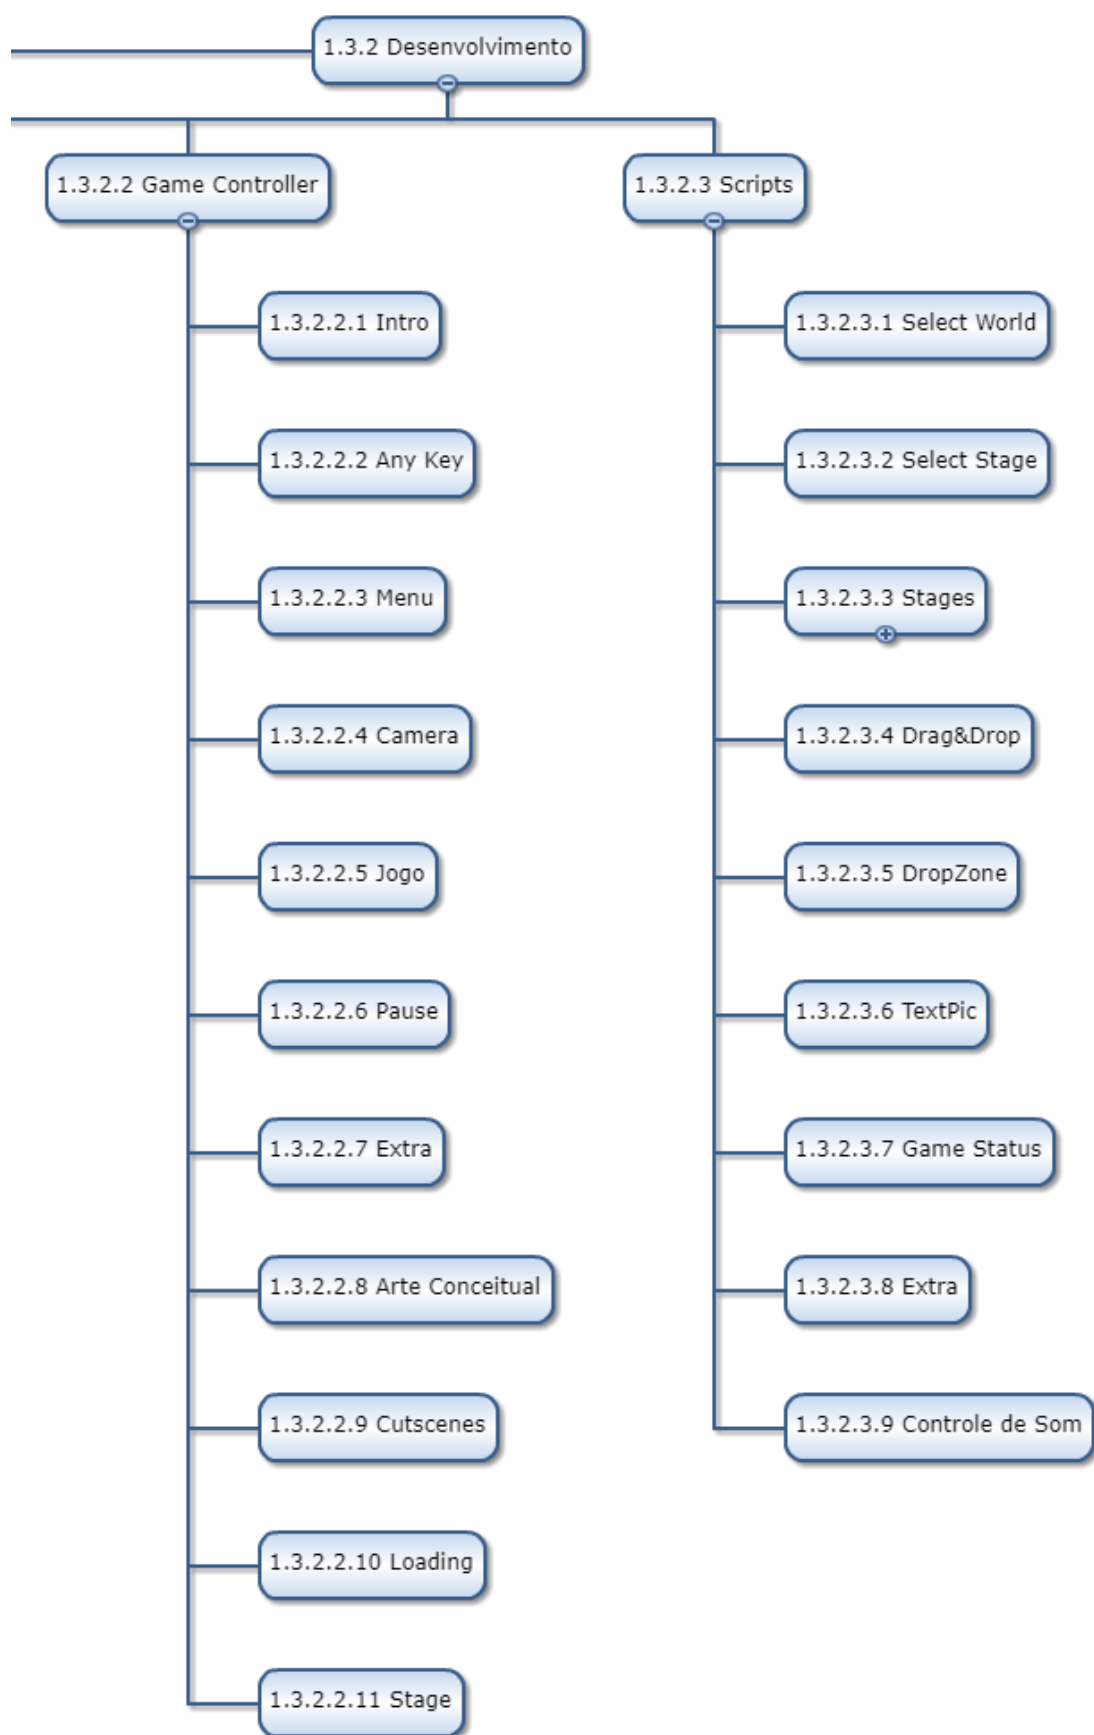 1.3.2 Desenvolvimento
1.3.2.2 Game Controller
1.3.2.2.1 Intro
1.3.2.2.2 Any Key
1.3.2.2.3 Menu
1.3.2.2.4 Camera
1.3.2.2.5 Jogo
1.3.2.2.6 Pause
1.3.2.2.7 Extra
1.3.2.2.8 Arte Conceitual
1.3.2.2.9 Cutscenes
1.3.2.2.10 Loading
1.3.2.2.11 Stage
1.3.2.3 Scripts
1.3.2.3.1 Select World
1.3.2.3.2 Select Stage
1.3.2.3.3 Stages
1.3.2.3.4 Drag&Drop
1.3.2.3.5 DropZone
1.3.2.3.6 TextPic
1.3.2.3.7 Game Status
1.3.2.3.8 Extra
1.3.2.3.9 Controle de Som